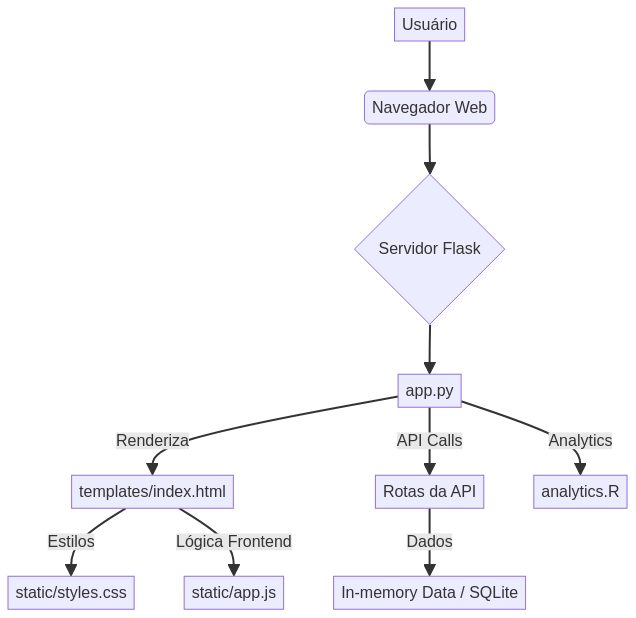 Usuário
Navegador Web
Servidor Flask
app.py
Renderiza
API Calls
Analytics
templates/index.html
Rotas da API
analytics.R
Estilos
Lógica Frontend
Dados
static/styles.css
static/app.js
In-memory Data / SQLite